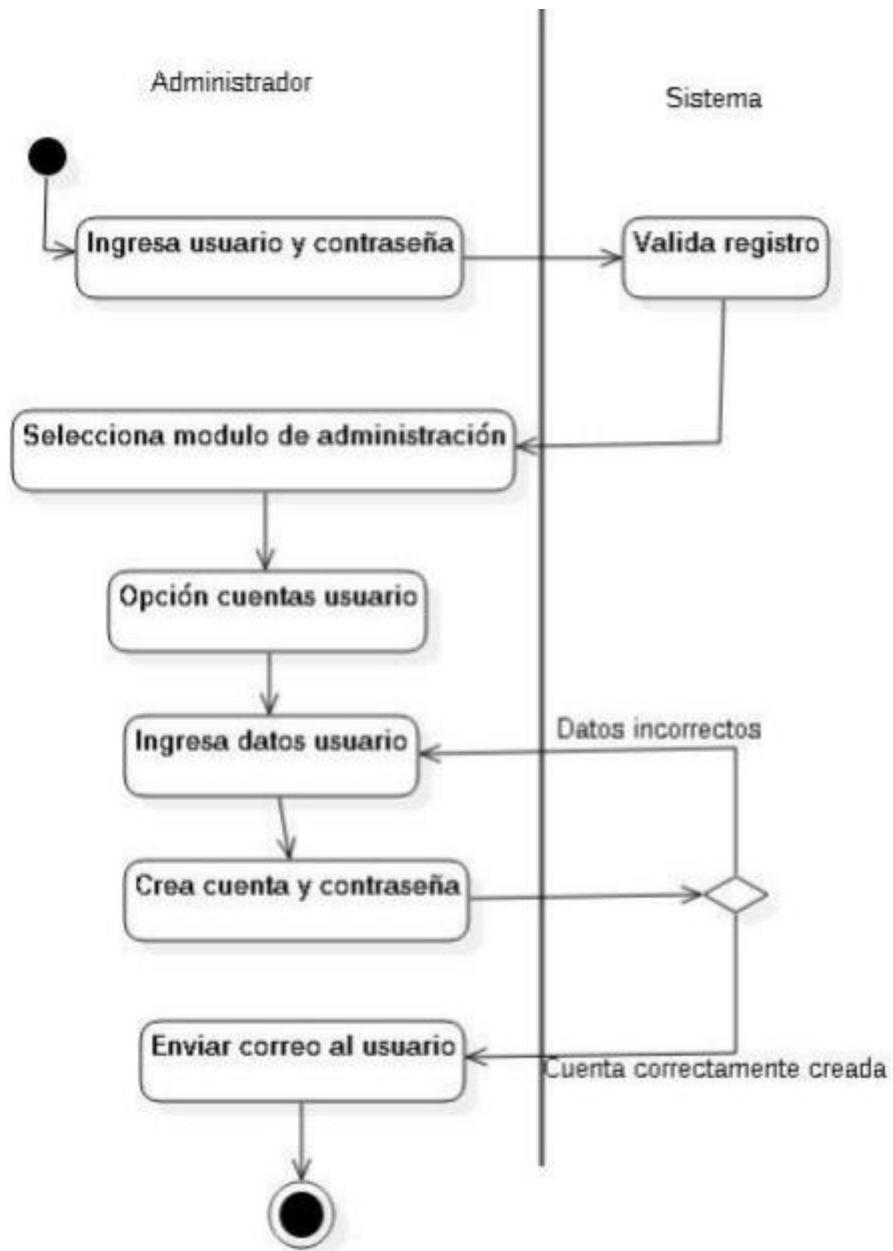 Administrador
Sistema
Ingresa usuario y contraseña
Valida registro
Selecciona modulo de administración
Opción cuentas usuario
Ingresa datos usuario
Datos incorrectos
Crea cuenta y contraseña
Enviar correo al usuario
Cuenta correctamente creada